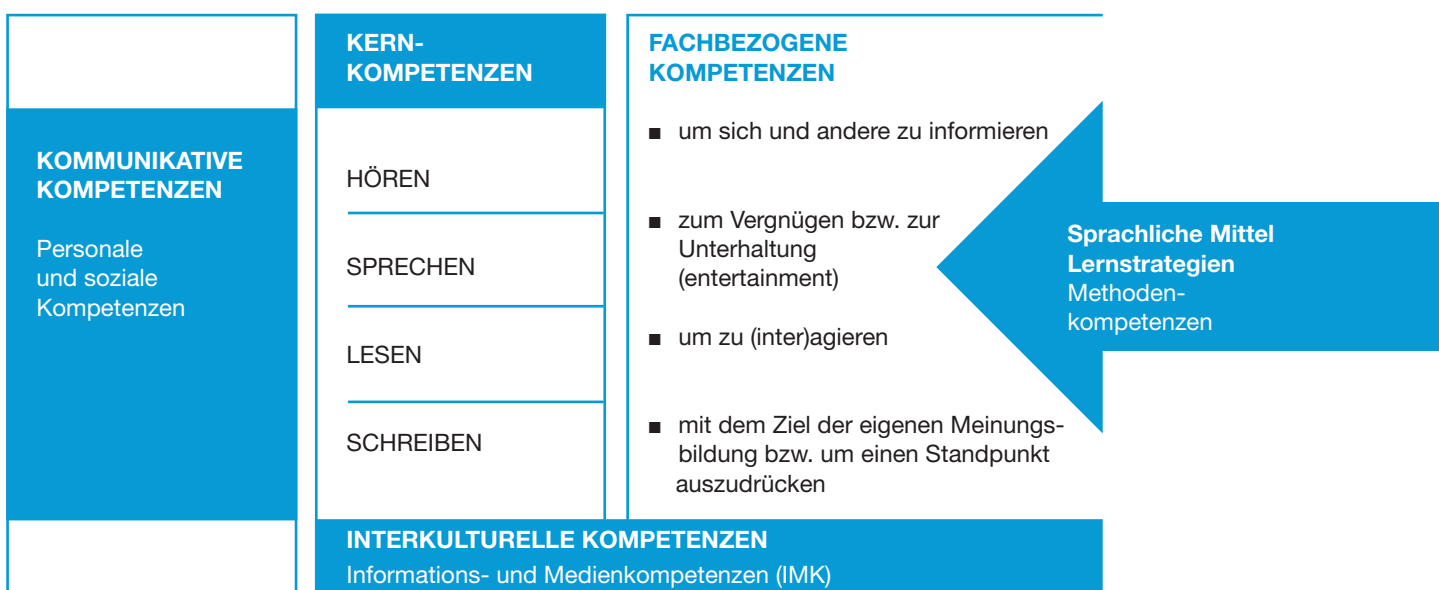 KOMMUNIKATIVE
KOMPETENZEN
Personale
und soziale
Kompetenzen
KERN-
KOMPETENZEN
HÖREN
SPRECHEN
LESEN
SCHREIBEN
FACHBEZOGENE
KOMPETENZEN
■ um sich und andere zu informieren
■ zum Vergnügen bzw. zur
Unterhaltung
(entertainment)
■ um zu (inter)agieren
■ mit dem Ziel der eigenen Meinungs-
bildung bzw. um einen Standpunkt
auszudrücken
Sprachliche Mittel
Lernstrategien
Methoden-
kompetenzen
INTERKULTURELLE KOMPETENZEN
Informations- und Medienkompetenzen (IMK)